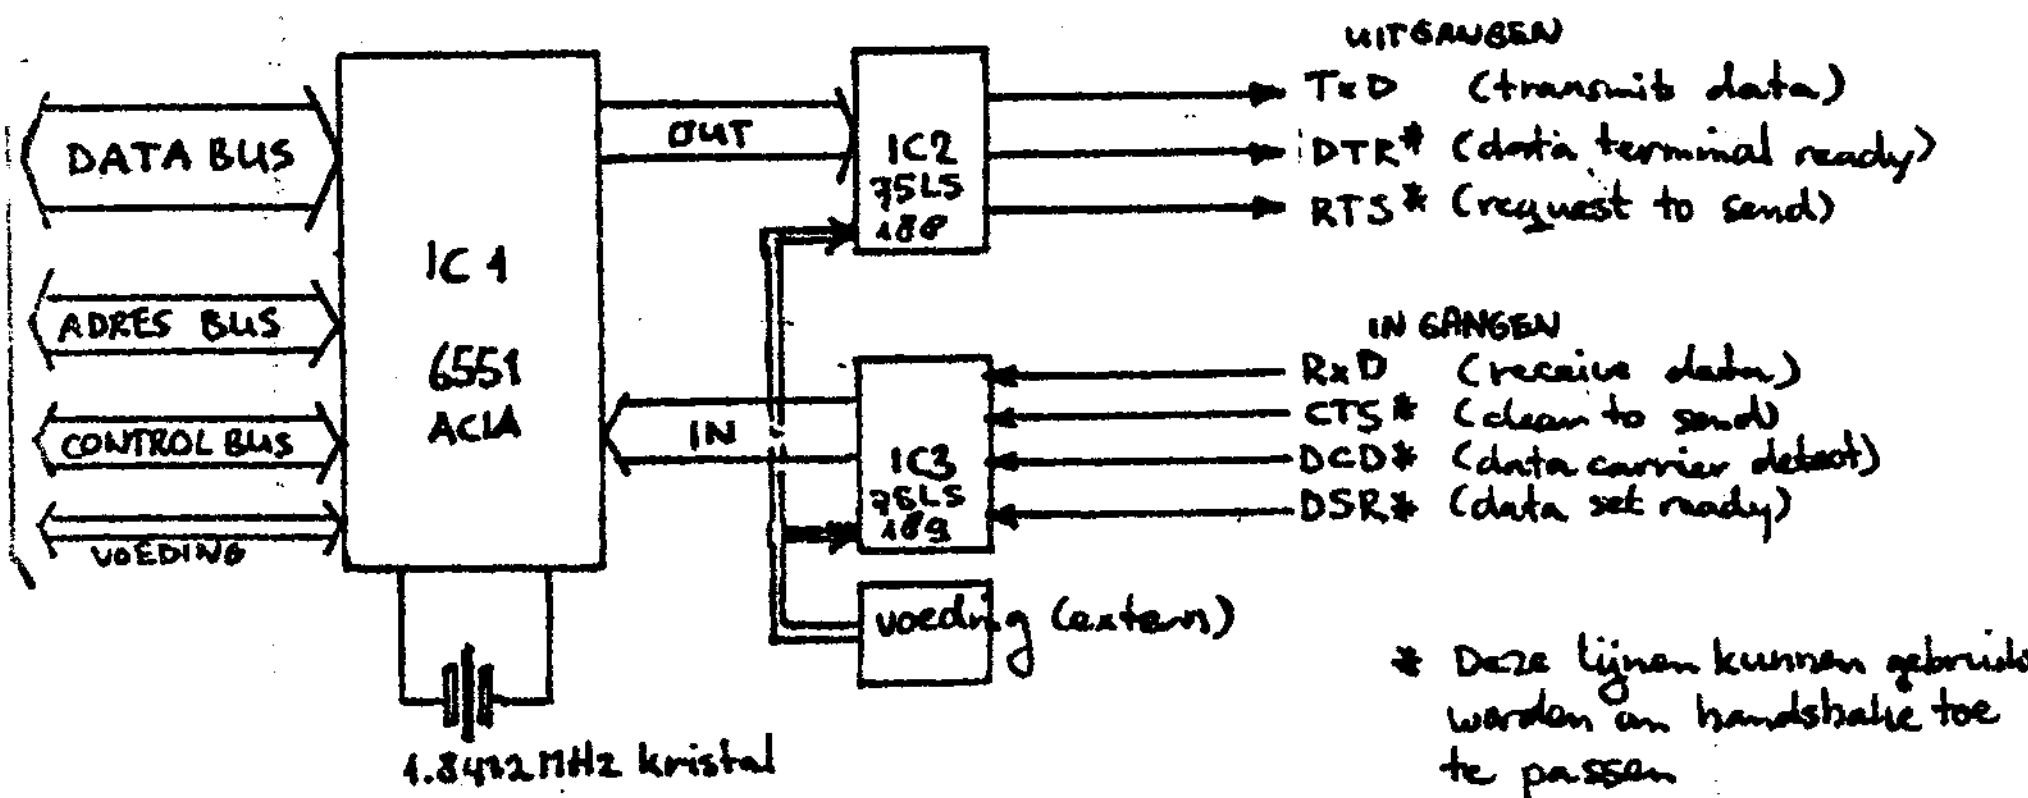 DATA BUS
ADRES BUS
CONTROL BUS
VOEDING
IC 1
6551
ACIA
1.8432 MHz kristal
OUT
IN
IC2
75LS
188
IC3
75LS
189
voeding (extern)
UITGANGEN
TxD (transmit data)
DTR* (data terminal ready)
RTS* (request to send)
IN GANGEN
RxD (receive data)
CTS* (clear to send)
DCD* (data carrier detect)
DSR* (data set ready)
* Deze lijnen kunnen gebruikt
worden om handshake toe
te passen